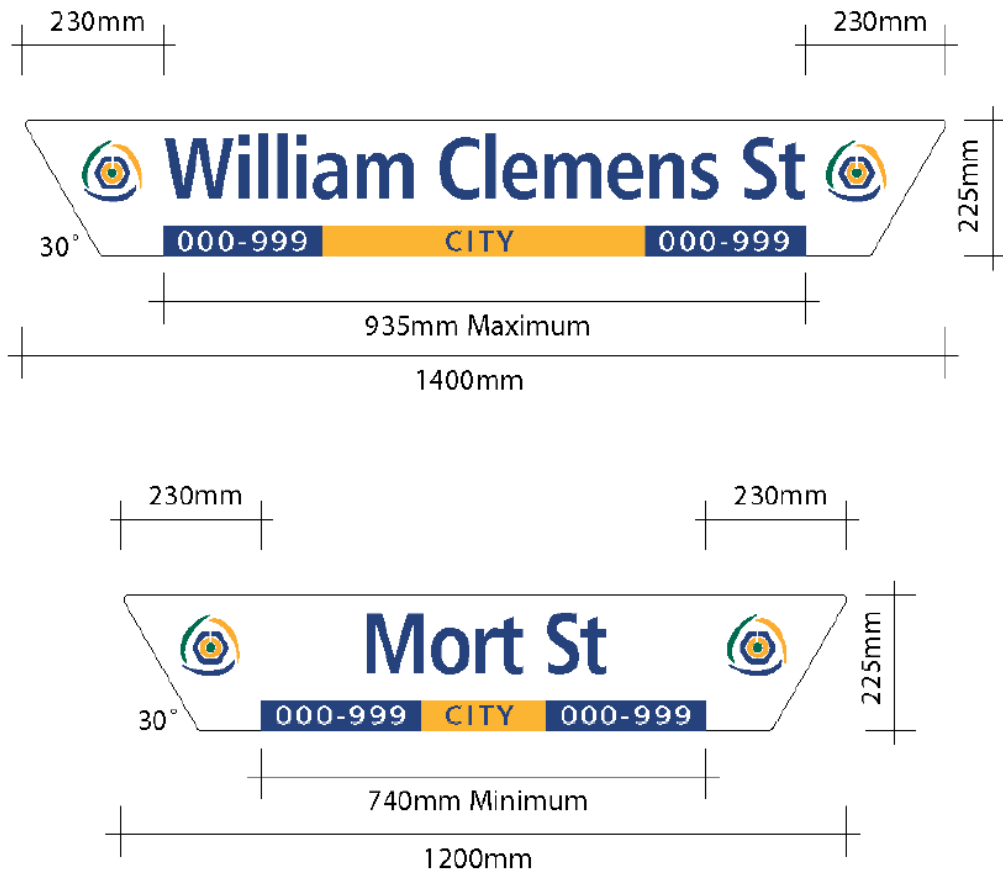 230mm 230mm
William Clemens St
225mm
30°
000-999 CITY 000-999
935mm Maximum
1400mm
230mm 230mm
Mort St
225mm
30°
000-999 CITY 000-999
740mm Minimum
1200mm